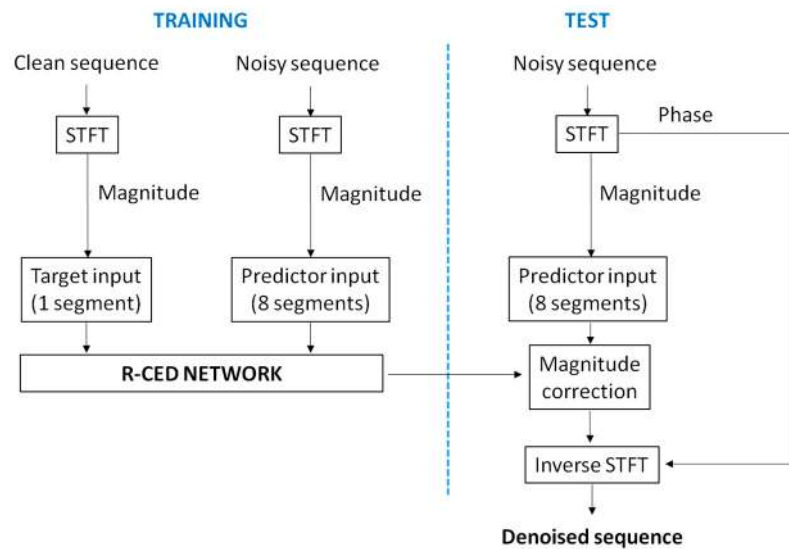 TRAINING
Clean sequence
Noisy sequence
STFT
STFT
Magnitude
Magnitude
Target input
(1 segment)
Predictor input
(8 segments)
R-CED NETWORK
TEST
Noisy sequence
STFT
Phase
Magnitude
Predictor input
(8 segments)
Magnitude
correction
Inverse STFT
Denoised sequence